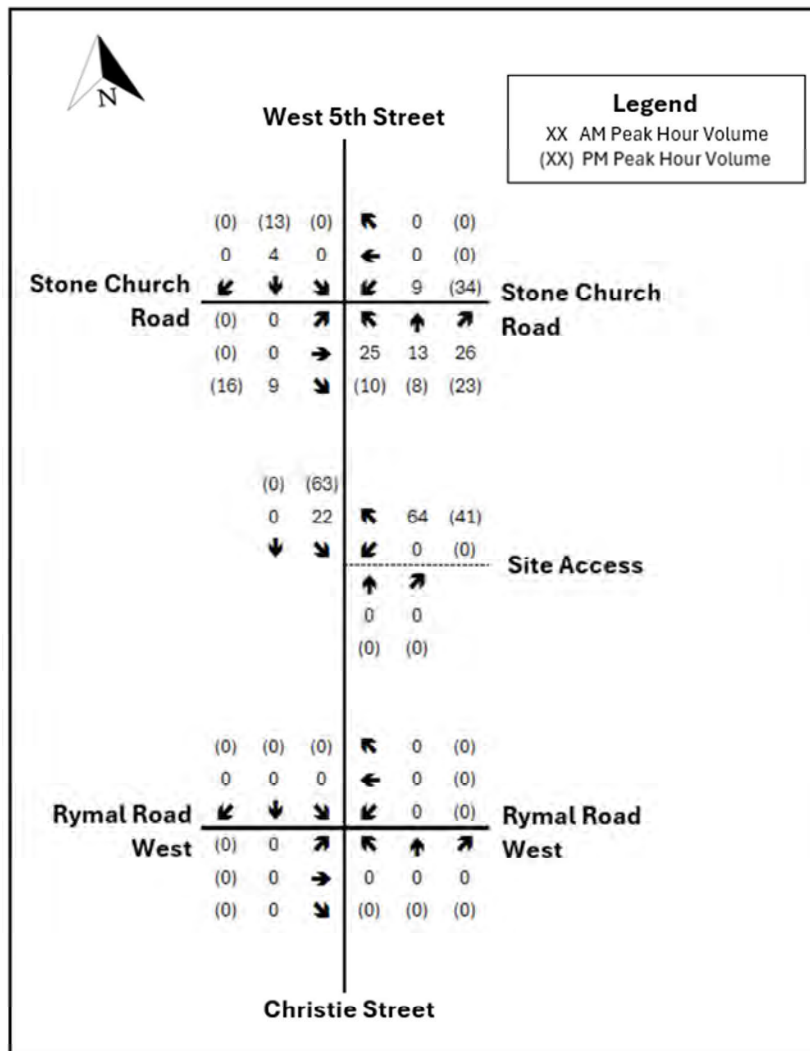 N
Legend
XX AM Peak Hour Volume
(XX) PM Peak Hour Volume
West 5th Street
(0) (13) (0) 0 (0)
0 4 0 0 (0)
Stone Church 9 (34) Stone Church
Road (0) 0 Road
(0) 0 25 13 26
(16) 9 (10) (8) (23)
(0) (63)
0 22 64 (41)
0 (0)
Site Access
0 0
(0) (0)
(0) (0) (0) 0 (0)
0 0 0 0 (0)
Rymal Road 0 (0) Rymal Road
West (0) 0 West
(0) 0 0 0 0
(0) 0 (0) (0) (0)
Christie Street